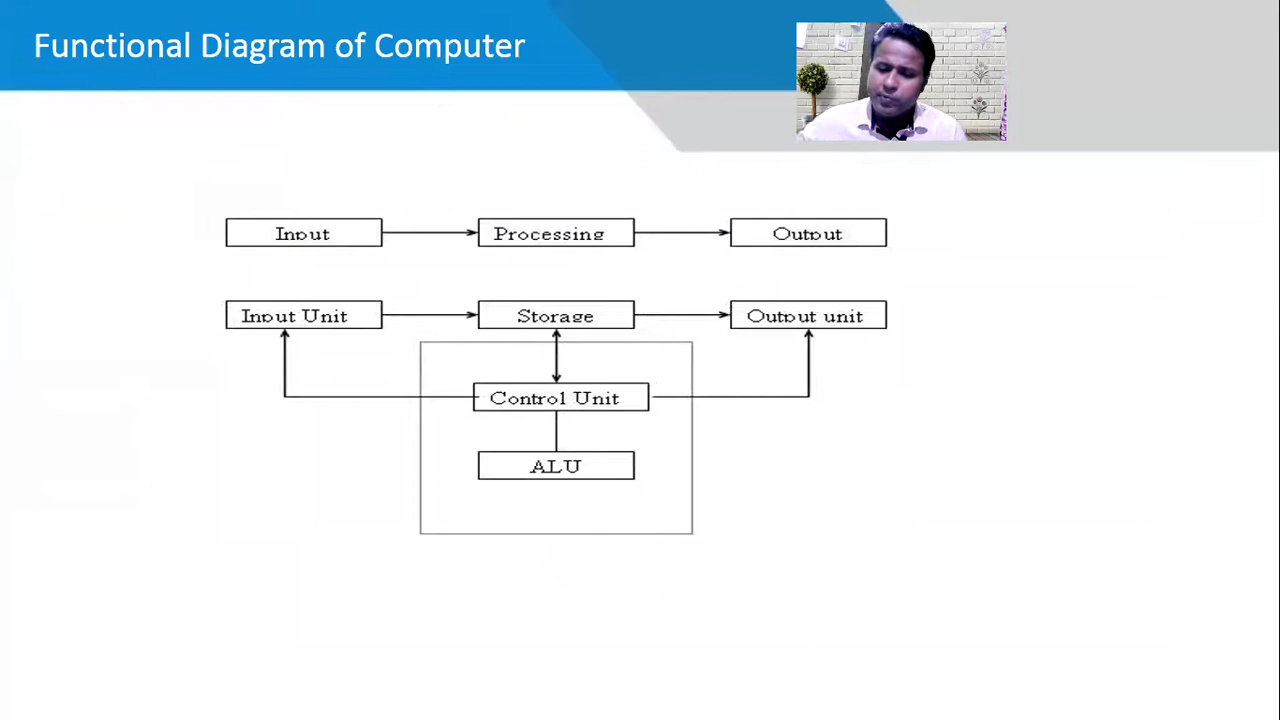 Functional Diagram of Computer
Input
Processing
Output
Input Unit
Storage
Output unit
Control Unit
ALU